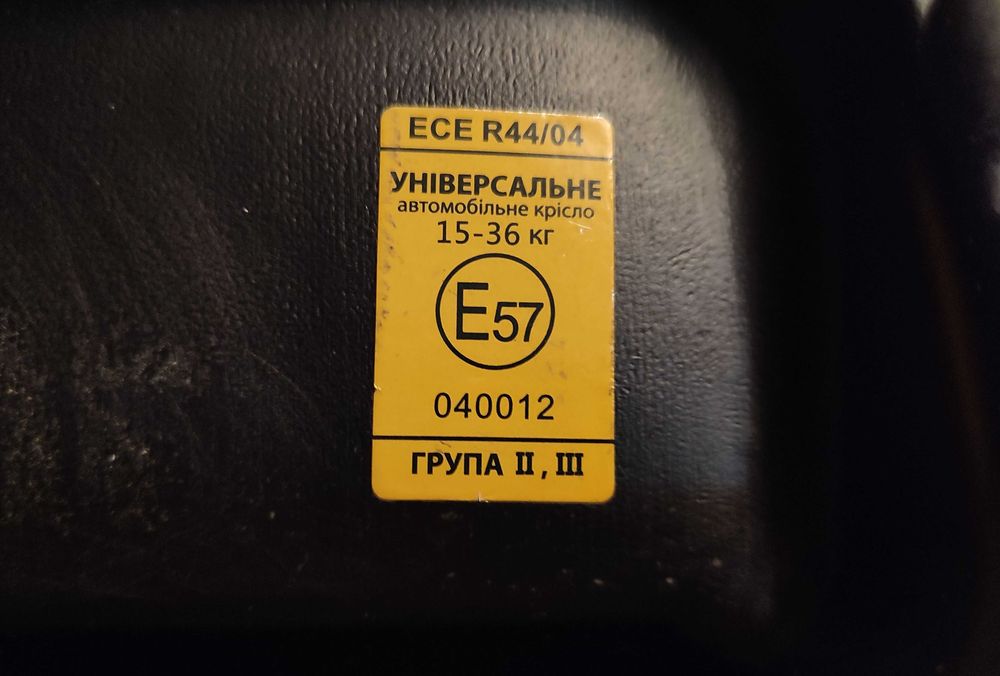 ECE R44/04
УНІВЕРСАЛЬНЕ
автомобільне крісло
15-36 кг
E57
040012
ГРУПА II, III